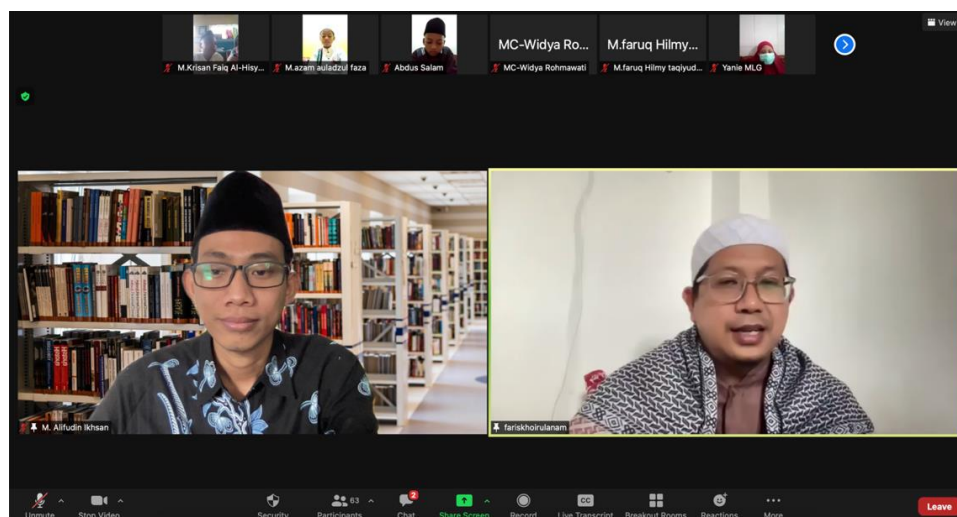 View
MC-Widya Ro...
M.faruq Hilmy...
M.Krisan Faiq Al-Hisy...
M.azam auladzul faza
Abdus Salam
MC-Widya Rohmawati
M.faruq Hilmy taqiyud...
Yanie MLG
M. Alifudin Ikhsan
fariskhoirulanam
63
2
CC
Unmute
Stop Video
Security
Participants
Chat
Share Screen
Record
Live Transcript
Breakout Rooms
Reactions
More
Leave